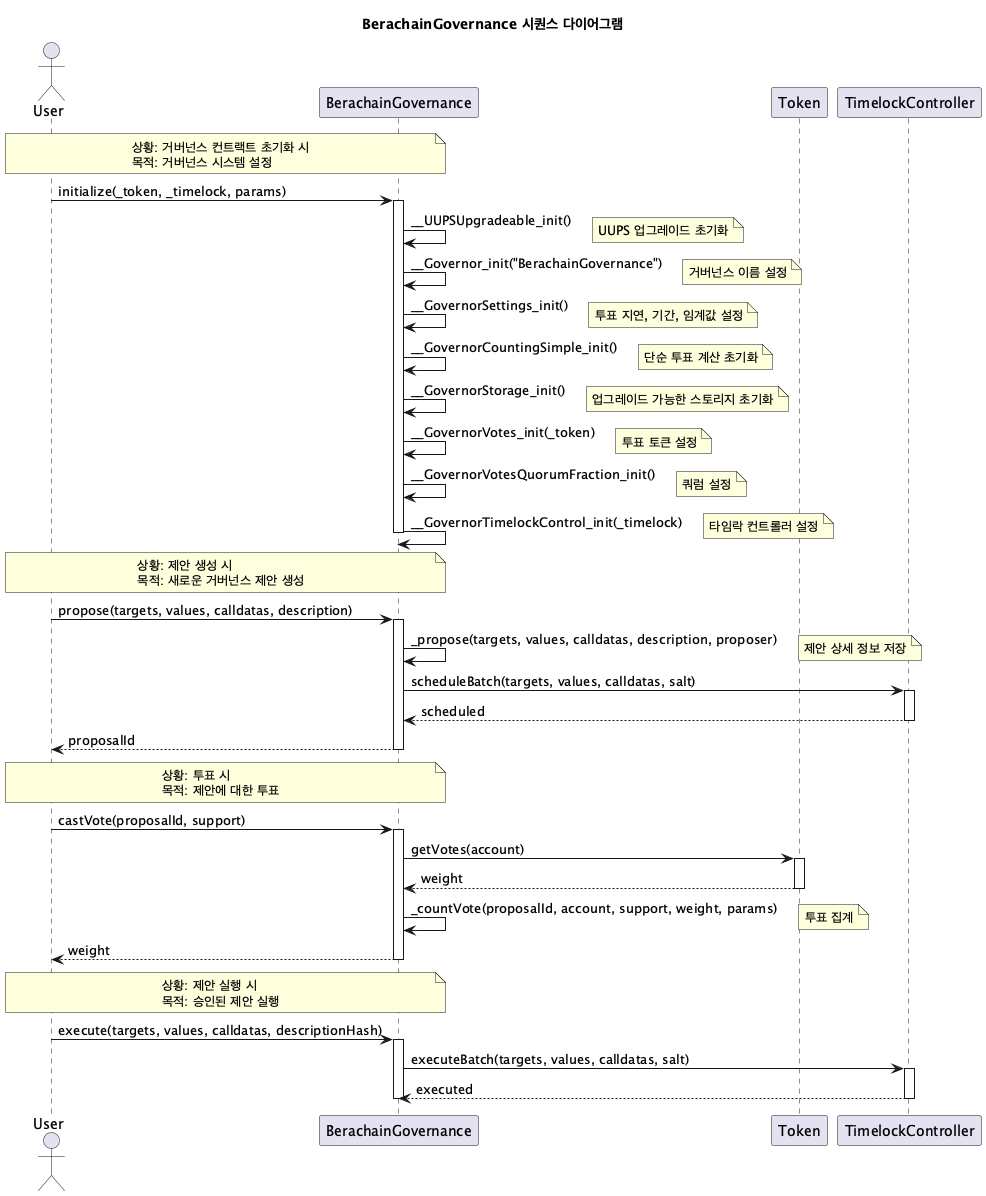 BerachainGovernance 시퀀스 다이어그램
User
BerachainGovernance
Token
TimelockController
상황: 거버넌스 컨트랙트 초기화 시
목적: 거버넌스 시스템 설정
initialize(_token, _timelock, params)
__UUPSUpgradeable_init()
UUPS 업그레이드 초기화
__Governor_init("BerachainGovernance")
거버넌스 이름 설정
__GovernorSettings_init()
투표 지연, 기간, 임계값 설정
__GovernorCountingSimple_init()
단순 투표 계산 초기화
__GovernorStorage_init()
업그레이드 가능한 스토리지 초기화
__GovernorVotes_init(_token)
투표 토큰 설정
__GovernorVotesQuorumFraction_init()
쿼럼 설정
__GovernorTimelockControl_init(_timelock)
타임락 컨트롤러 설정
상황: 제안 생성 시
목적: 새로운 거버넌스 제안 생성
propose(targets, values, calldatas, description)
_propose(targets, values, calldatas, description, proposer)
제안 상세 정보 저장
scheduleBatch(targets, values, calldatas, salt)
scheduled
proposalId
상황: 투표 시
목적: 제안에 대한 투표
castVote(proposalId, support)
getVotes(account)
weight
_countVote(proposalId, account, support, weight, params)
투표 집계
weight
상황: 제안 실행 시
목적: 승인된 제안 실행
execute(targets, values, calldatas, descriptionHash)
executeBatch(targets, values, calldatas, salt)
executed
User
BerachainGovernance
Token
TimelockController